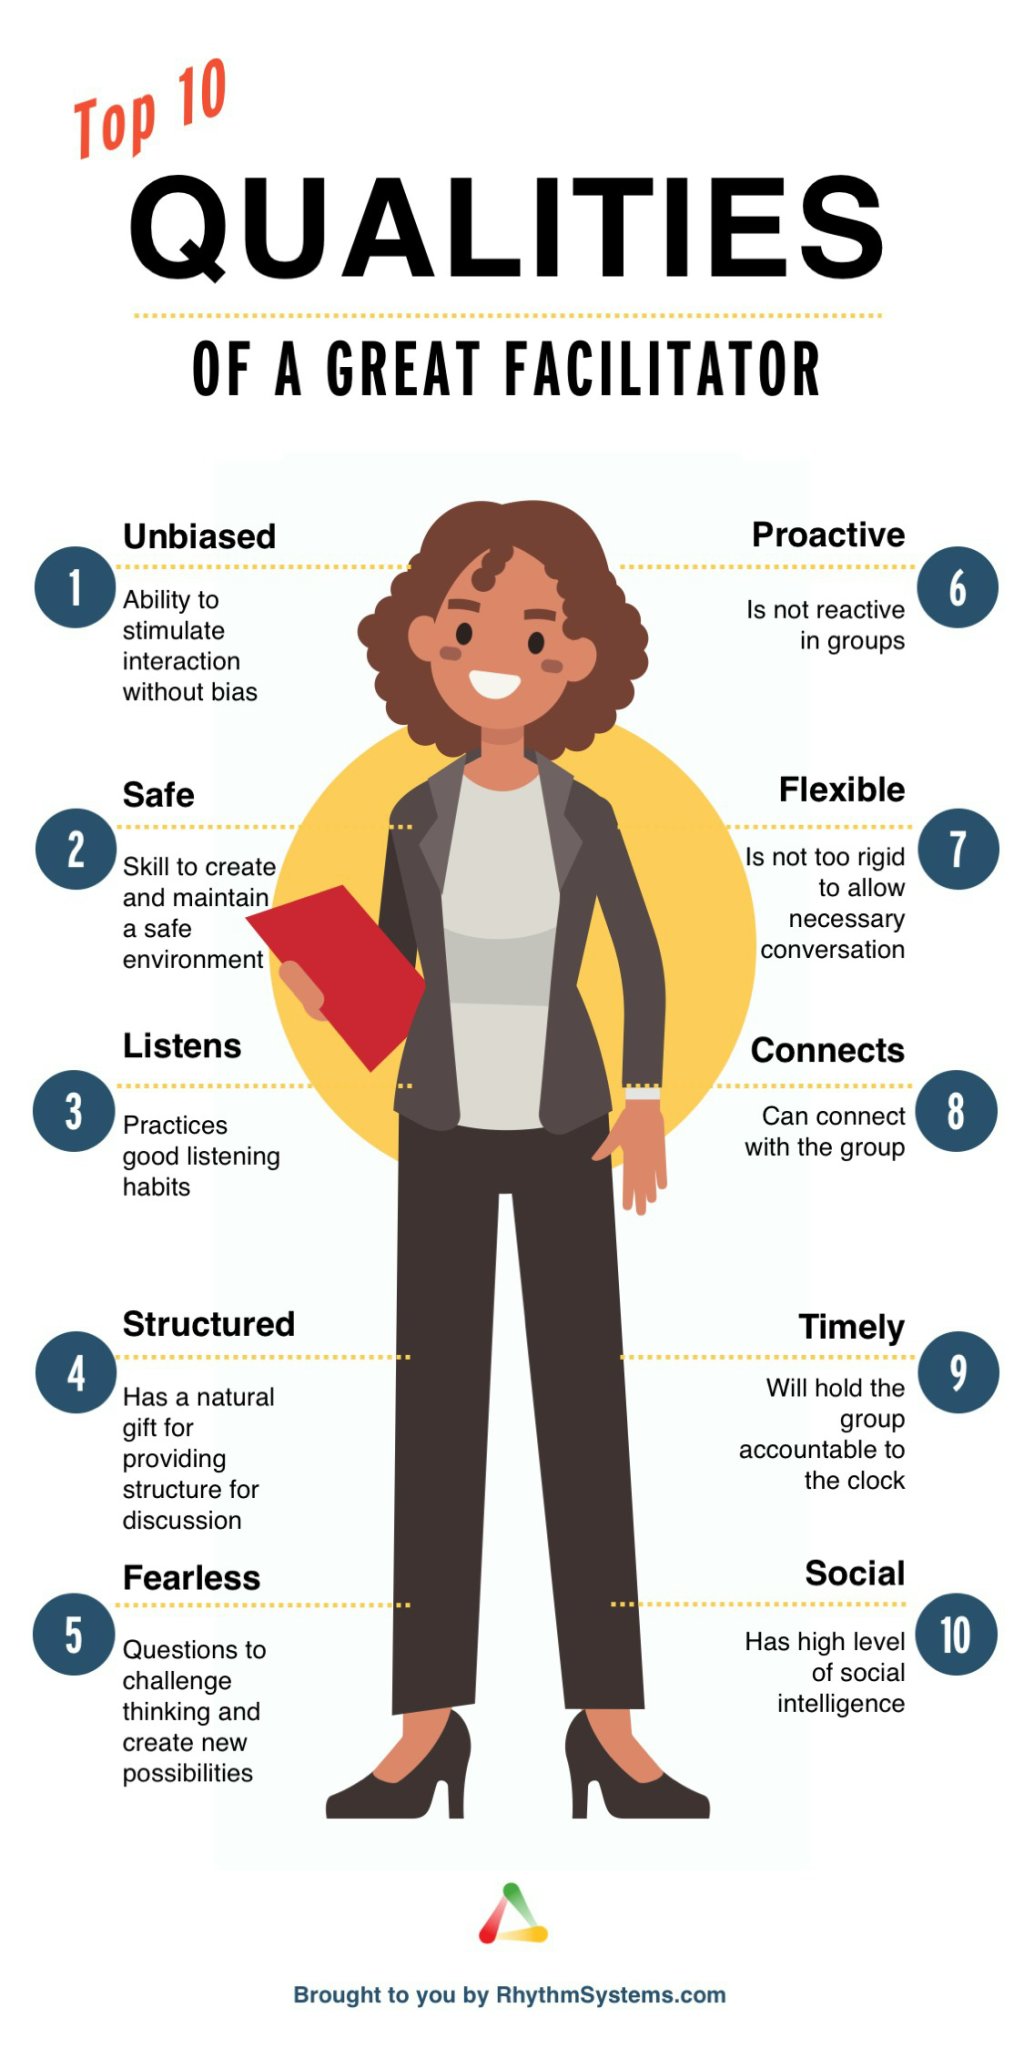 Top 10
QUALITIES
OF A GREAT FACILITATOR
1
Unbiased
Ability to
stimulate
interaction
without bias
2
Safe
Skill to create
and maintain
a safe
environment
3
Listens
Practices
good listening
habits
4
Structured
Has a natural
gift for
providing
structure for
discussion
5
Fearless
Questions to
challenge
thinking and
create new
possibilities
6
Proactive
Is not reactive
in groups
7
Flexible
Is not too rigid
to allow
necessary
conversation
8
Connects
Can connect
with the group
9
Timely
Will hold the
group
accountable to
the clock
10
Social
Has high level
of social
intelligence
Brought to you by RhythmSystems.com